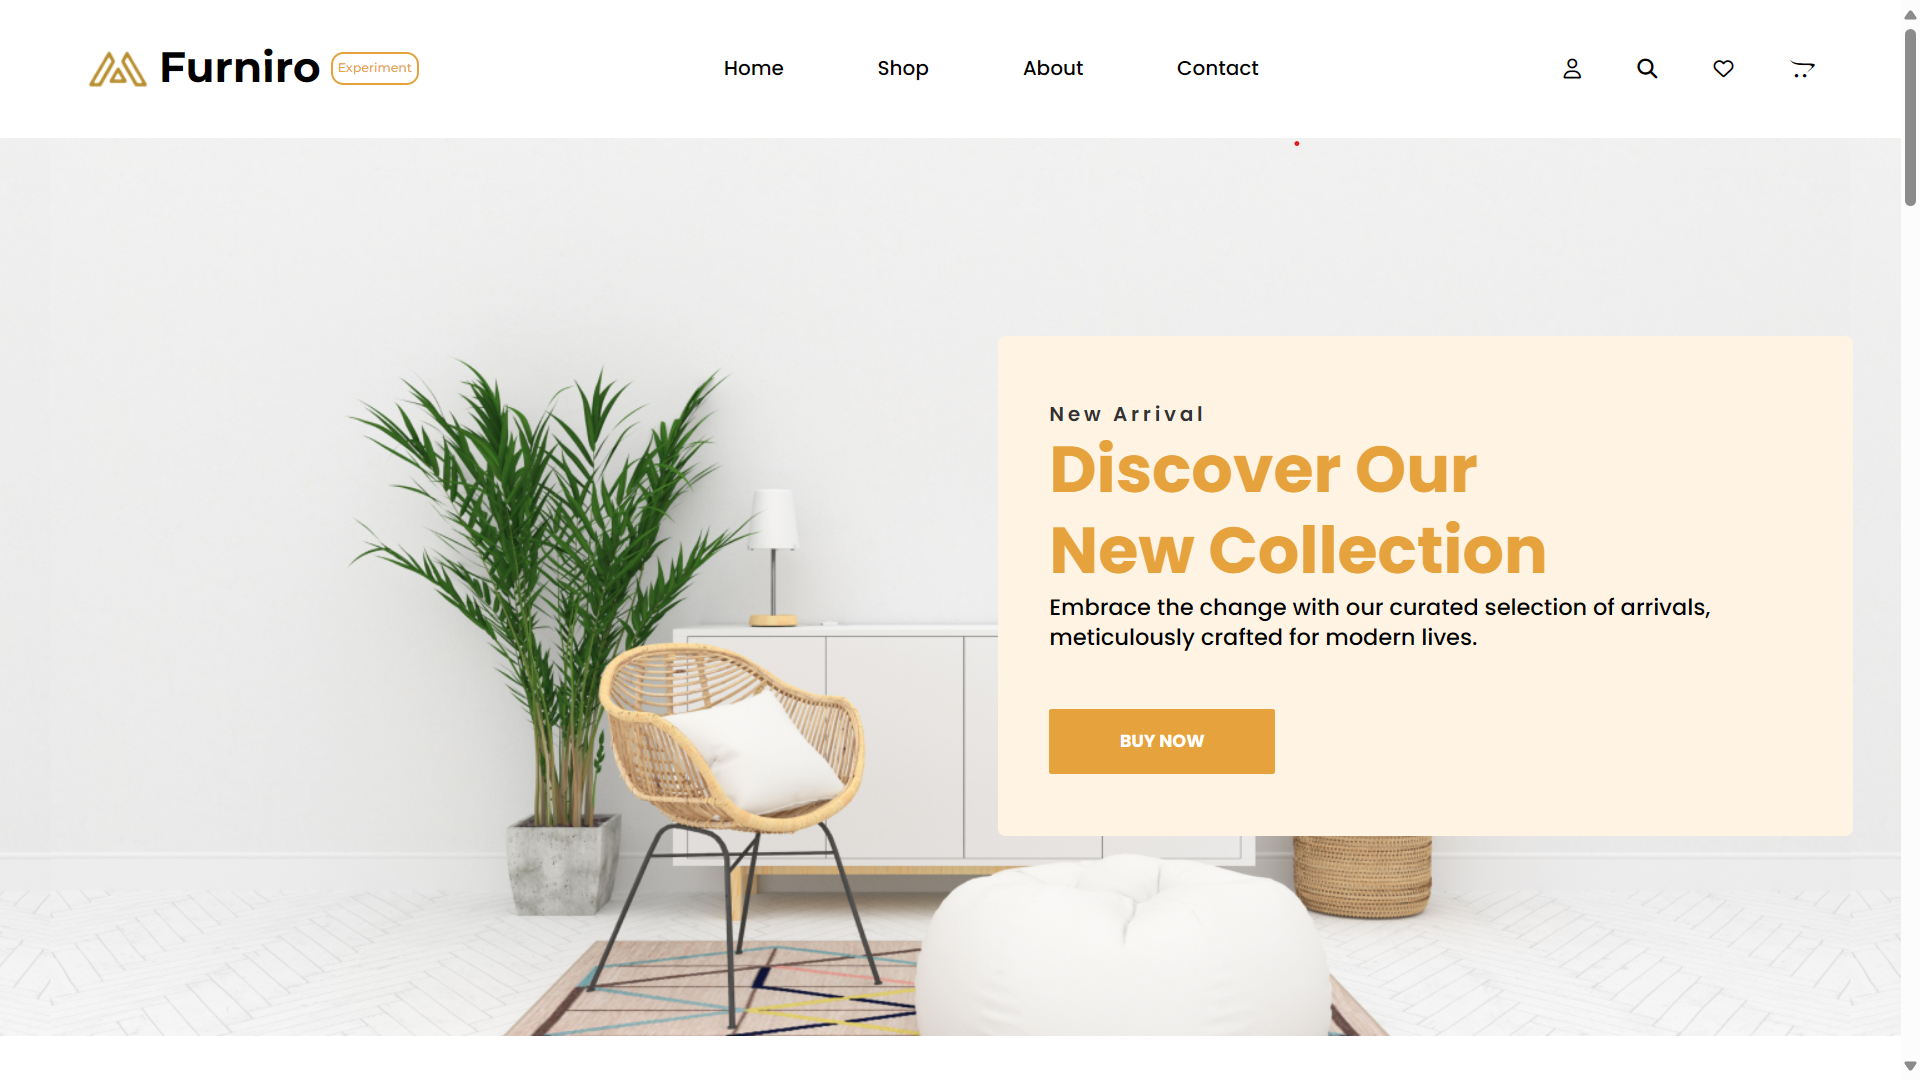 Furniro Experiment Home Shop About Contact
New Arrival
Discover Our
New Collection
Embrace the change with our curated selection of arrivals,
meticulously crafted for modern lives.
BUY NOW